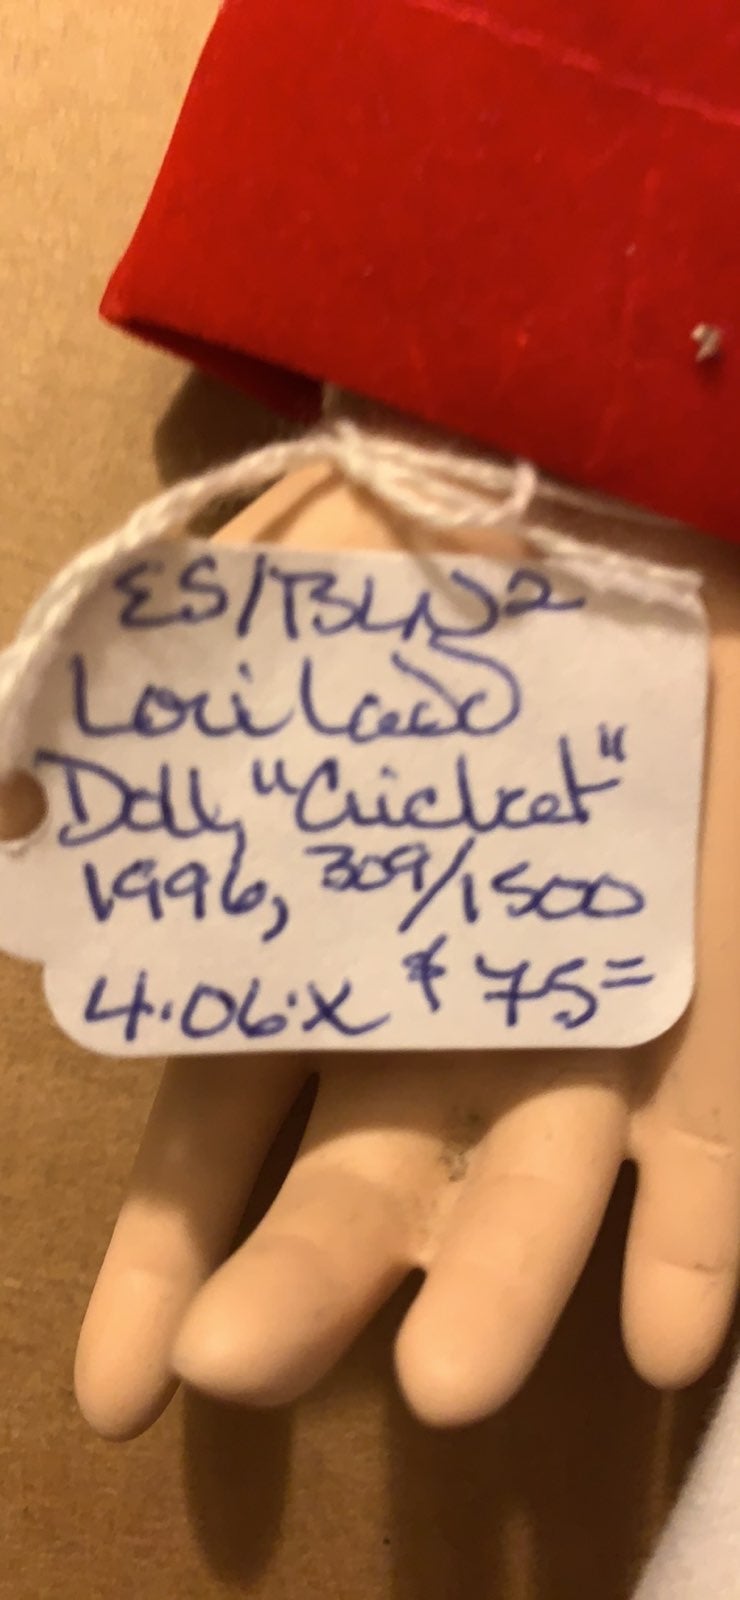 ES/BLN2
Lori Ladd
Doll, "Cricket"
1996, 309/1500
4.06.X $75=